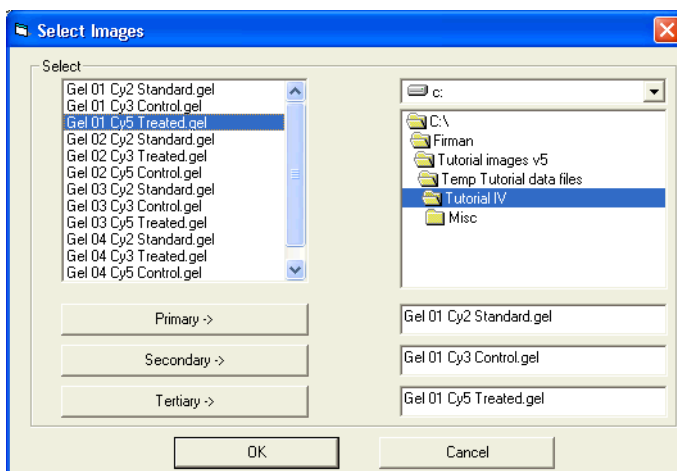 Select Images
Select
Gel 01 Cy2 Standard.gel
Gel 01 Cy3 Control.gel
Gel 01 Cy5 Treated.gel
Gel 02 Cy2 Standard.gel
Gel 02 Cy3 Treated.gel
Gel 02 Cy5 Control.gel
Gel 03 Cy2 Standard.gel
Gel 03 Cy3 Control.gel
Gel 03 Cy5 Treated.gel
Gel 04 Cy2 Standard.gel
Gel 04 Cy3 Treated.gel
Gel 04 Cy5 Control.gel
c:
C:\
Firman
Tutorial images v5
Temp Tutorial data files
Tutorial IV
Misc
Primary ->
Gel 01 Cy2 Standard.gel
Secondary ->
Gel 01 Cy3 Control.gel
Tertiary ->
Gel 01 Cy5 Treated.gel
OK
Cancel